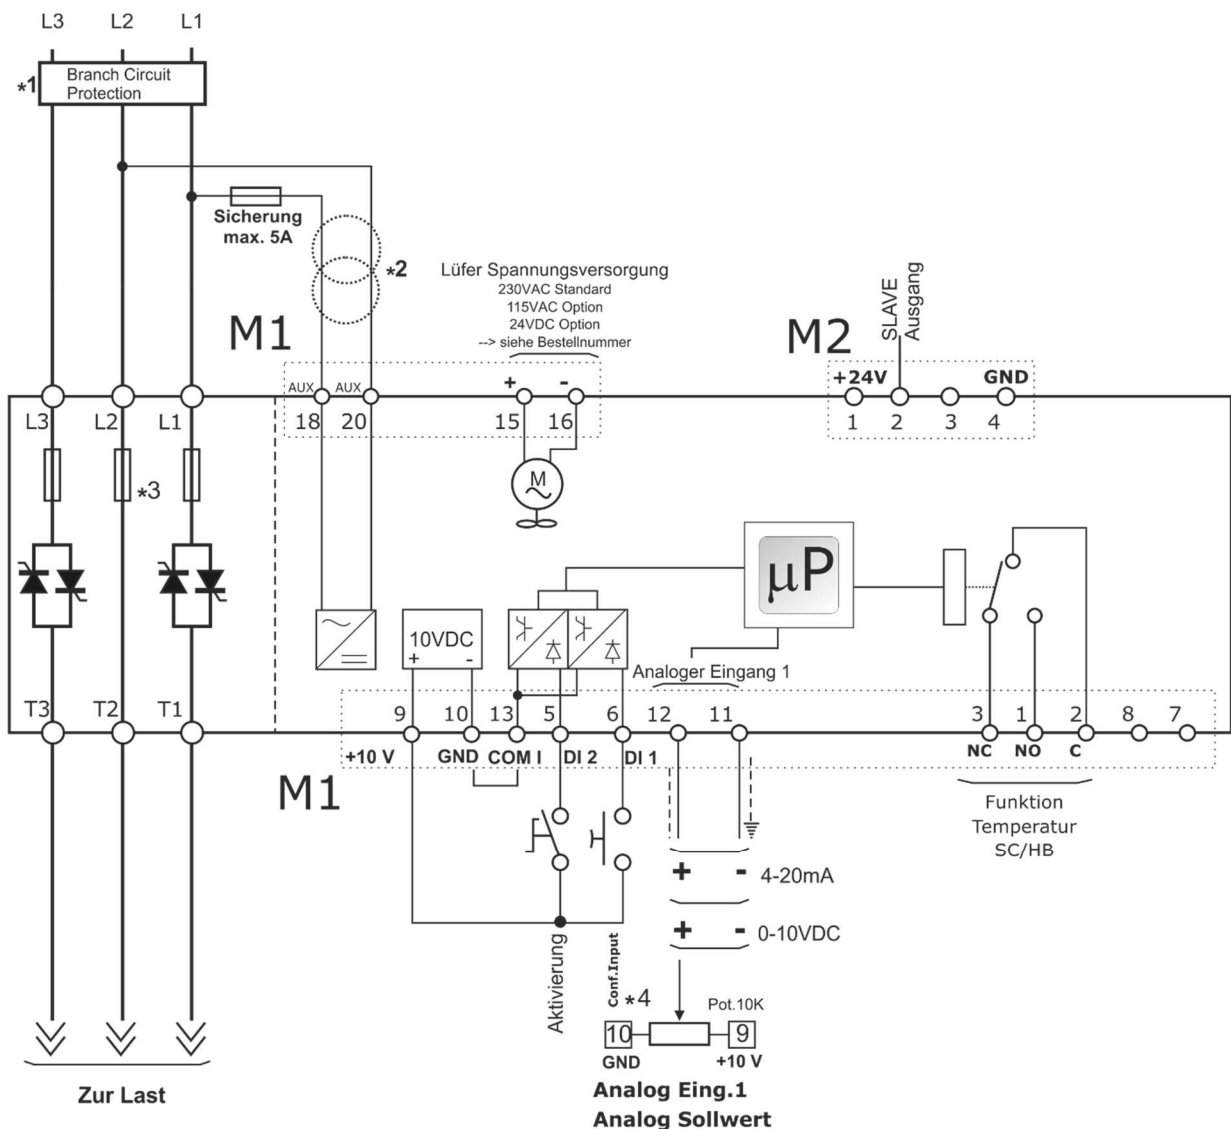 L3 L2 L1
*1
Branch Circuit
Protection
Sicherung
max. 5A
*2
Lüfer Spannungsversorgung
230VAC Standard
115VAC Option
24VDC Option
--> siehe Bestellnummer
M1
M2
SLAVE
Ausgang
AUX AUX
+ -
+24V GND
L3 L2 L1
18 20 15 16
1 2 3 4
*3
M
µP
10VDC
+ -
Analoger Eingang 1
T3 T2 T1
9 10 13 5 6 12 11 3 1 2 8 7
+10 V GND COM I DI 2 DI 1
NC NO C
M1
Funktion
Temperatur
SC/HB
+ - 4-20mA
+ - 0-10VDC
Aktivierung
Conf.Input
*4
Pot.10K
10 9
GND +10 V
Zur Last
Analog Eing.1
Analog Sollwert